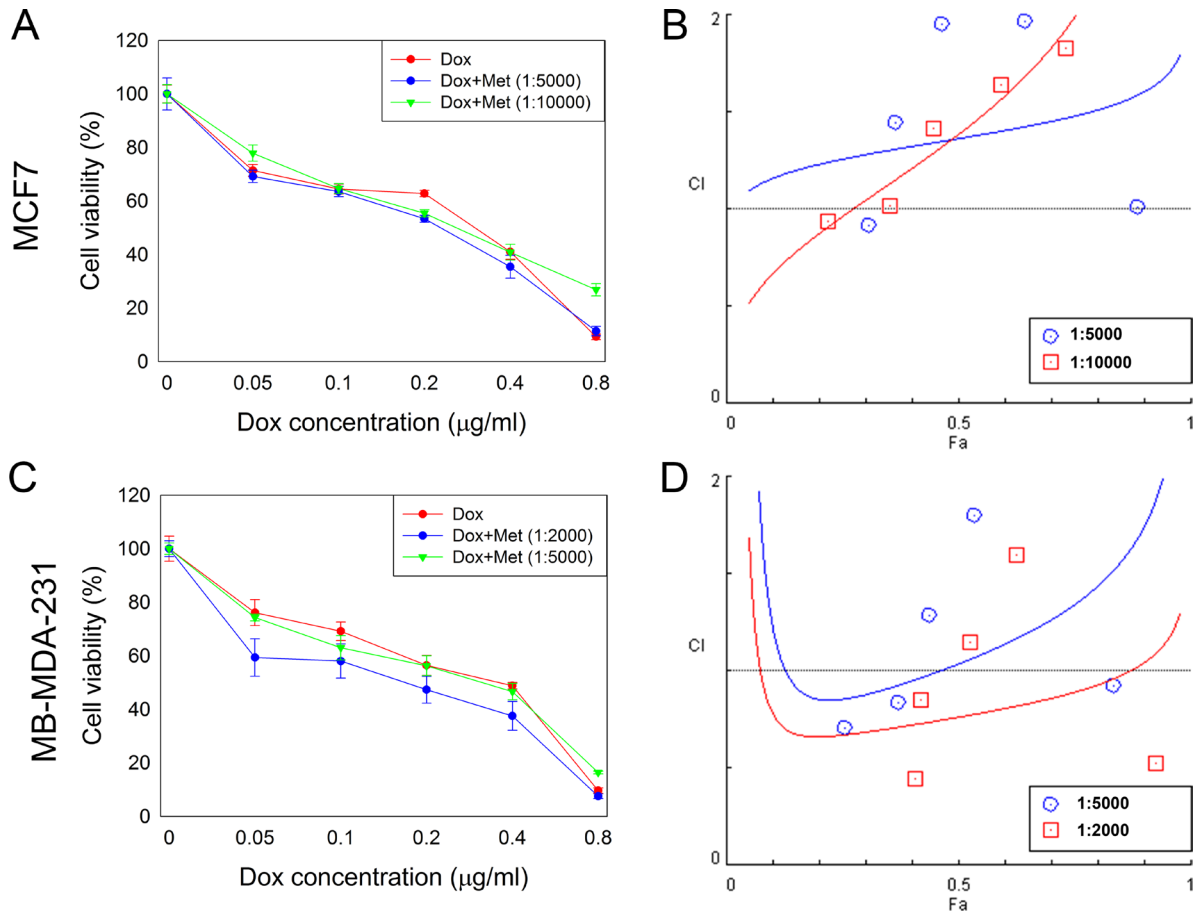 A
MCF7
Cell viability (%)
120
100
80
60
40
20
0
0
0.05
0.1
0.2
0.4
0.8
Dox concentration (μg/ml)
Dox
Dox+Met (1:5000)
Dox+Met (1:10000)
B
2
CI
0
0
0.5
1
Fa
1:5000
1:10000
C
MB-MDA-231
Cell viability (%)
120
100
80
60
40
20
0
0
0.05
0.1
0.2
0.4
0.8
Dox concentration (μg/ml)
Dox
Dox+Met (1:2000)
Dox+Met (1:5000)
D
2
CI
0
0
0.5
1
Fa
1:5000
1:2000